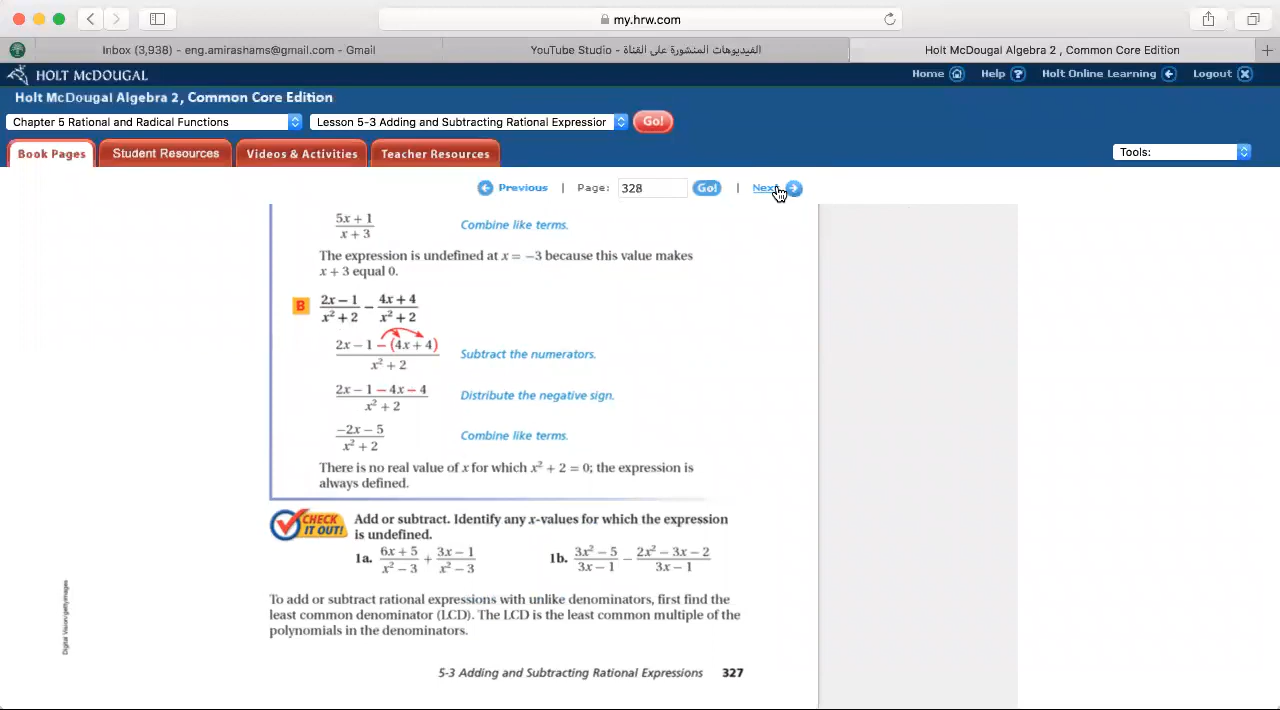 my.hrw.com
Inbox (3,938) - eng.amirashams@gmail.com - Gmail
YouTube Studio - الفيديوهات المنشورة على القناة
Holt McDougal Algebra 2 , Common Core Edition
HOLT McDOUGAL
Home
Help ?
Holt Online Learning
Logout
Holt McDougal Algebra 2, Common Core Edition
Chapter 5 Rational and Radical Functions
Lesson 5-3 Adding and Subtracting Rational Expression
Go!
Book Pages
Student Resources
Videos & Activities
Teacher Resources
Tools:
Previous | Page: 328 Go! | Next
5x + 1 / x + 3 Combine like terms.
The expression is undefined at x = −3 because this value makes
x + 3 equal 0.
B 2x − 1 / x² + 2 − 4x + 4 / x² + 2
2x − 1 − (4x + 4) / x² + 2 Subtract the numerators.
2x − 1 − 4x − 4 / x² + 2 Distribute the negative sign.
−2x − 5 / x² + 2 Combine like terms.
There is no real value of x for which x² + 2 = 0; the expression is
always defined.
CHECK IT OUT!
Add or subtract. Identify any x-values for which the expression
is undefined.
1a. 6x + 5 / x² − 3 + 3x − 1 / x² − 3
1b. 3x² − 5 / 3x − 1 − 2x² − 3x − 2 / 3x − 1
To add or subtract rational expressions with unlike denominators, first find the
least common denominator (LCD). The LCD is the least common multiple of the
polynomials in the denominators.
5-3 Adding and Subtracting Rational Expressions 327